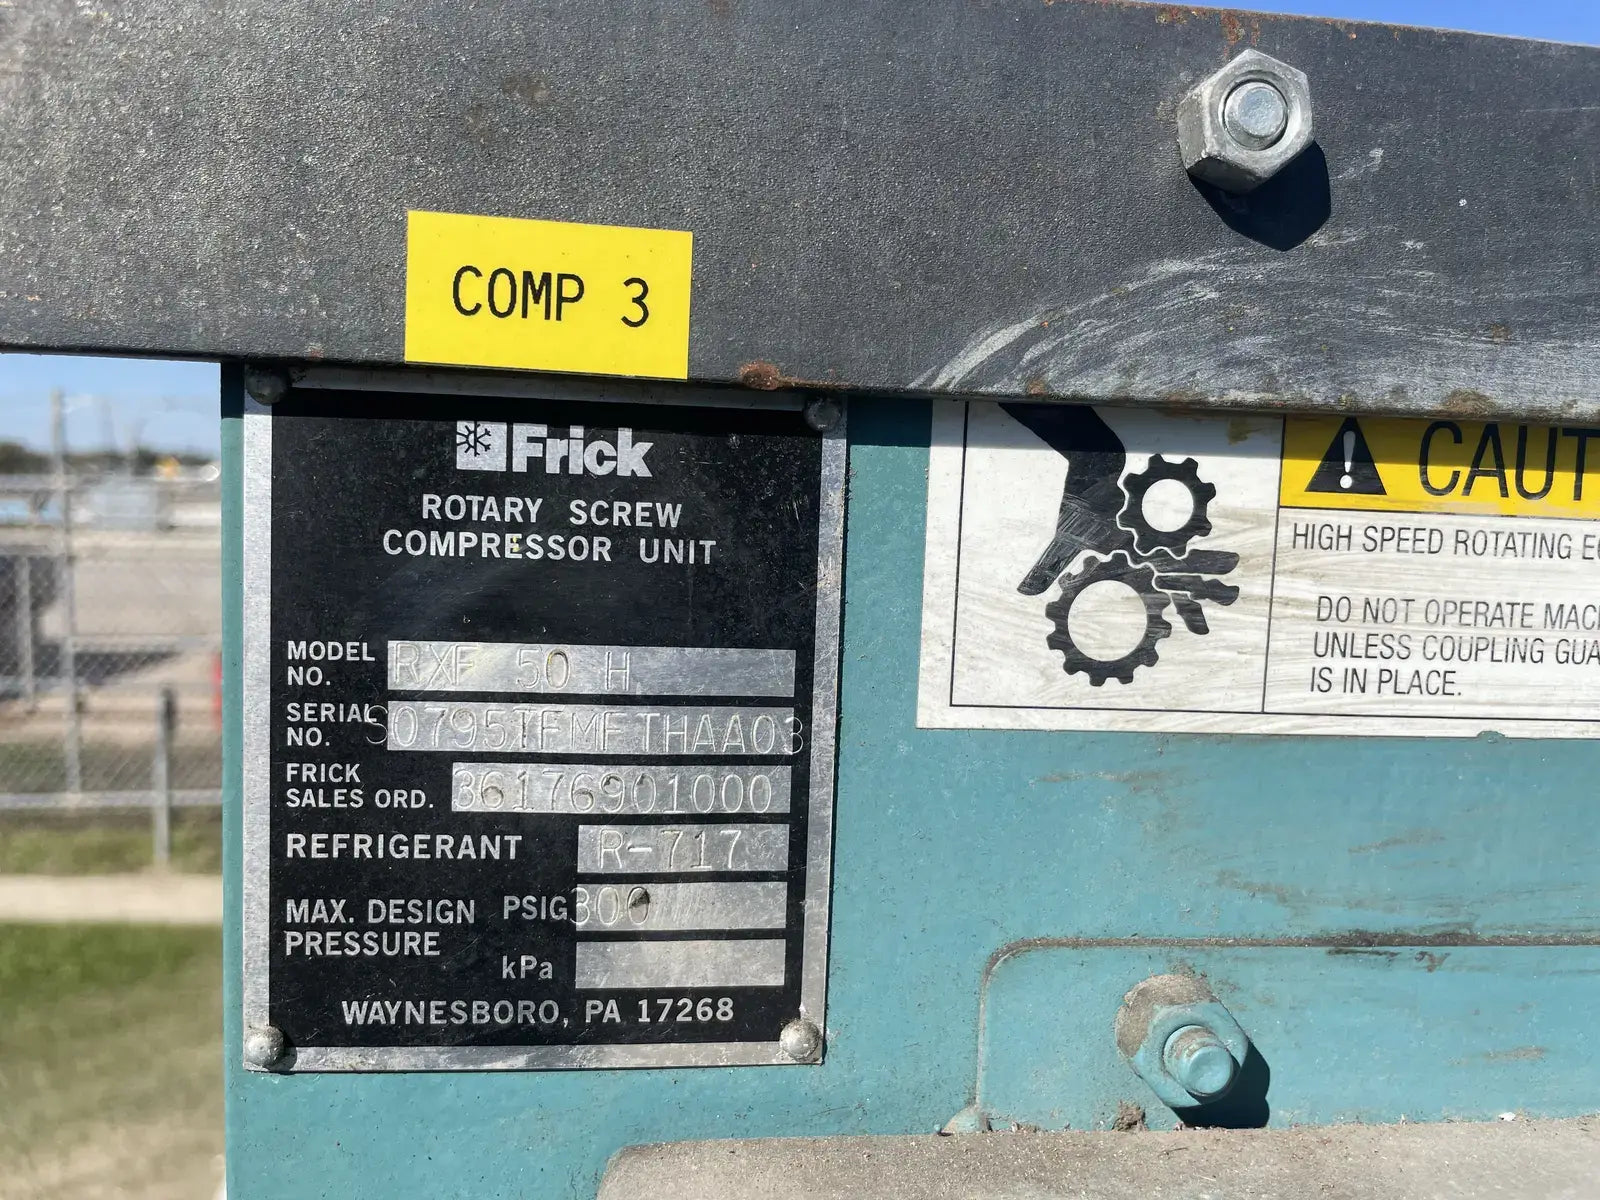 COMP 3
Frick
ROTARY SCREW
COMPRESSOR UNIT
MODEL NO. RXF 50 H
SERIAL NO. S0795TFMFTHAA03
FRICK SALES ORD. 36176901000
REFRIGERANT R-717
MAX. DESIGN PRESSURE PSIG 300
kPa
WAYNESBORO, PA 17268
CAUT
HIGH SPEED ROTATING E
DO NOT OPERATE MAC
UNLESS COUPLING GUA
IS IN PLACE.